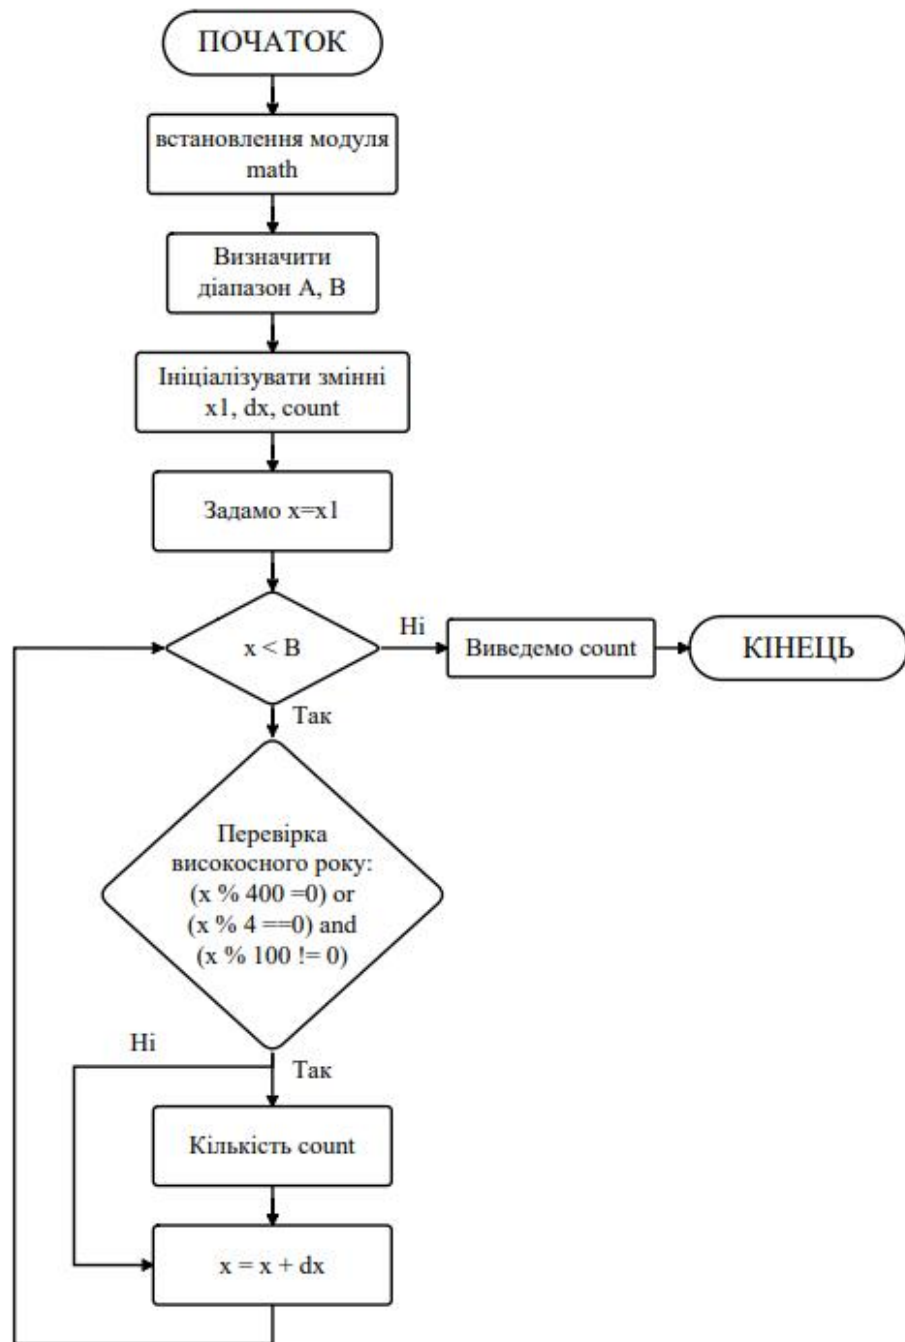 ПОЧАТОК
встановлення модуля
math
Визначити
діапазон A, B
Ініціалізувати змінні
x1, dx, count
Задамо x=x1
x < B
Ні
Виведемо count
КІНЕЦЬ
Так
Перевірка
високосного року:
(x % 400 =0) or
(x % 4 ==0) and
(x % 100 != 0)
Ні
Так
Кількість count
x = x + dx